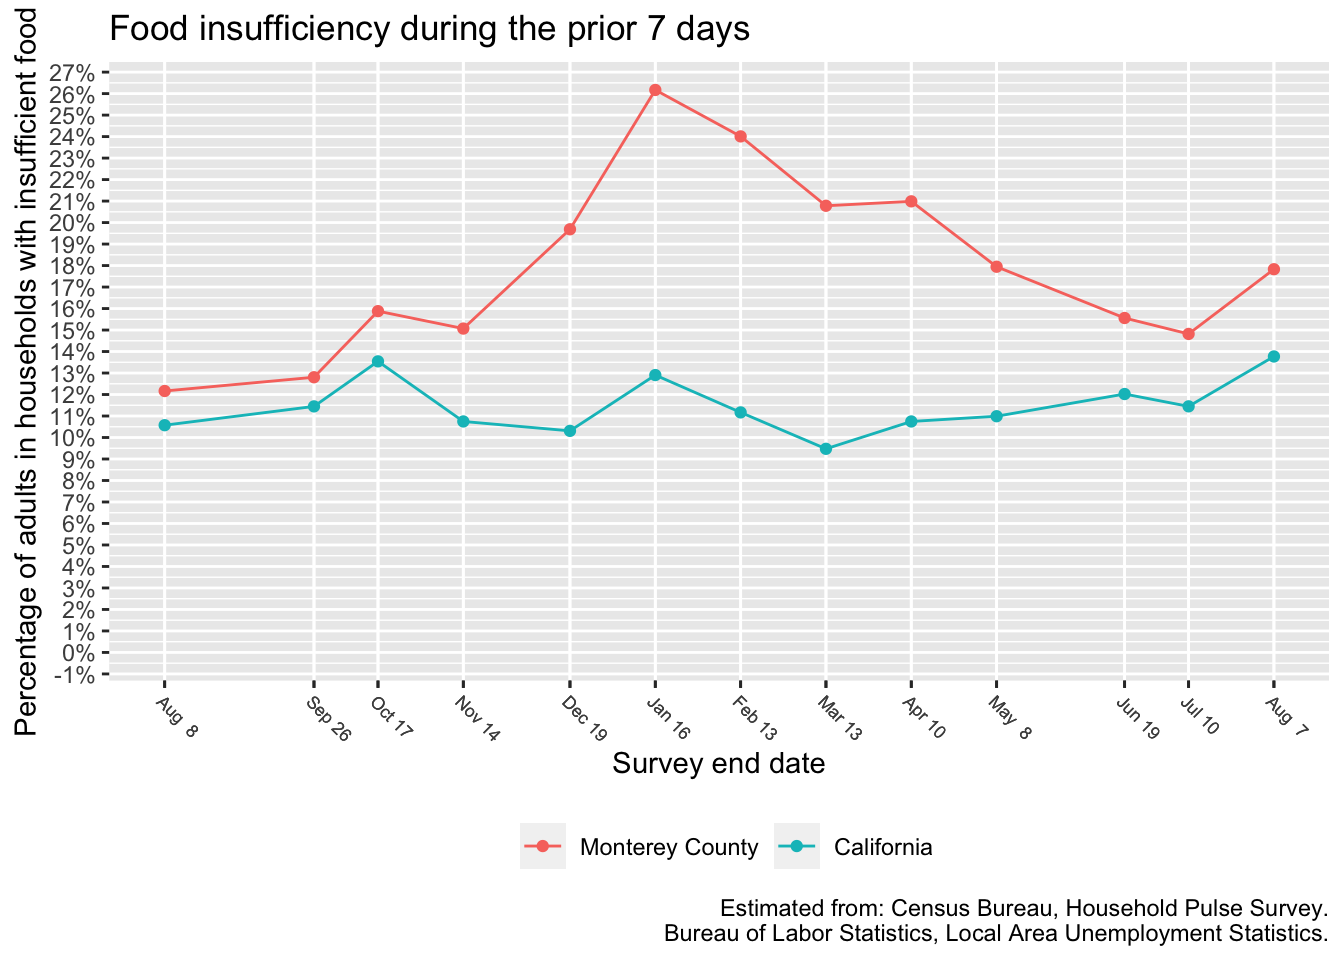 Food insufficiency during the prior 7 days
Percentage of adults in households with insufficient food
27%
26%
25%
24%
23%
22%
21%
20%
19%
18%
17%
16%
15%
14%
13%
12%
11%
10%
9%
8%
7%
6%
5%
4%
3%
2%
1%
0%
-1%
Aug 8
Sep 26
Oct 17
Nov 14
Dec 19
Jan 16
Feb 13
Mar 13
Apr 10
May 8
Jun 19
Jul 10
Aug 7
Survey end date
Monterey County
California
Estimated from: Census Bureau, Household Pulse Survey.
Bureau of Labor Statistics, Local Area Unemployment Statistics.